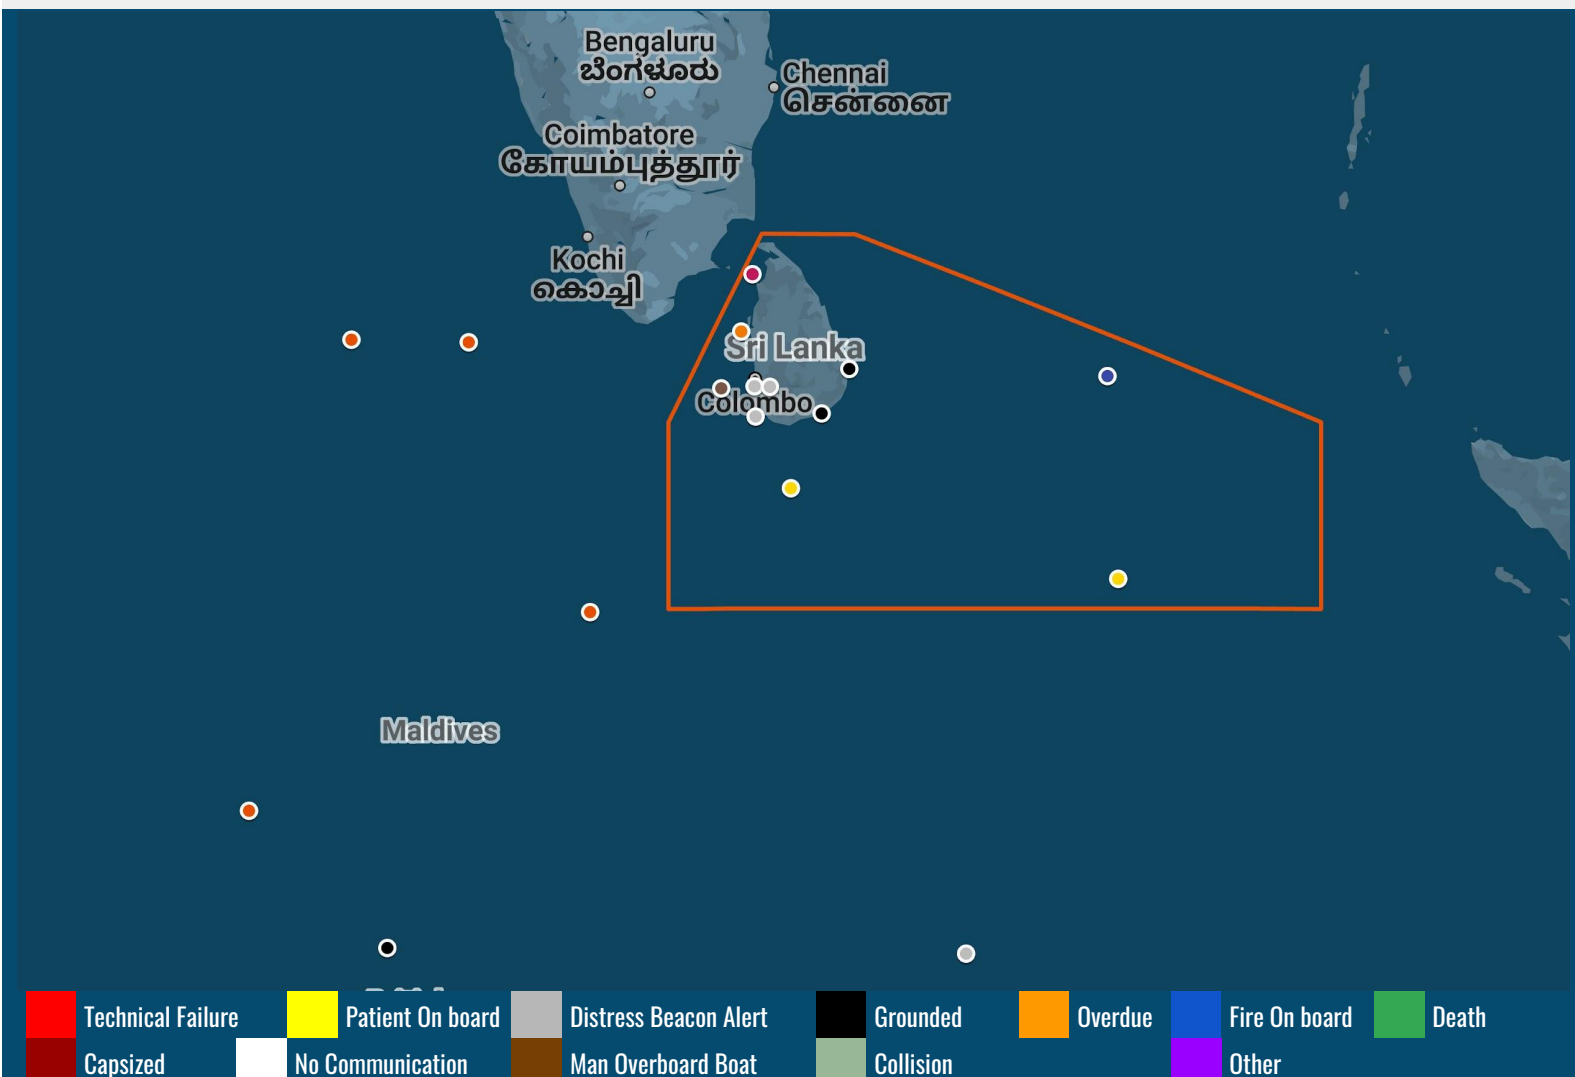 Bengaluru
ಬೆಂಗಳೂರು
Chennai
சென்னை
Coimbatore
கோயம்புத்தூர்
Kochi
கொச்சி
Sri Lanka
Colombo
Maldives
Technical Failure
Patient On board
Distress Beacon Alert
Grounded
Overdue
Fire On board
Death
Capsized
No Communication
Man Overboard Boat
Collision
Other